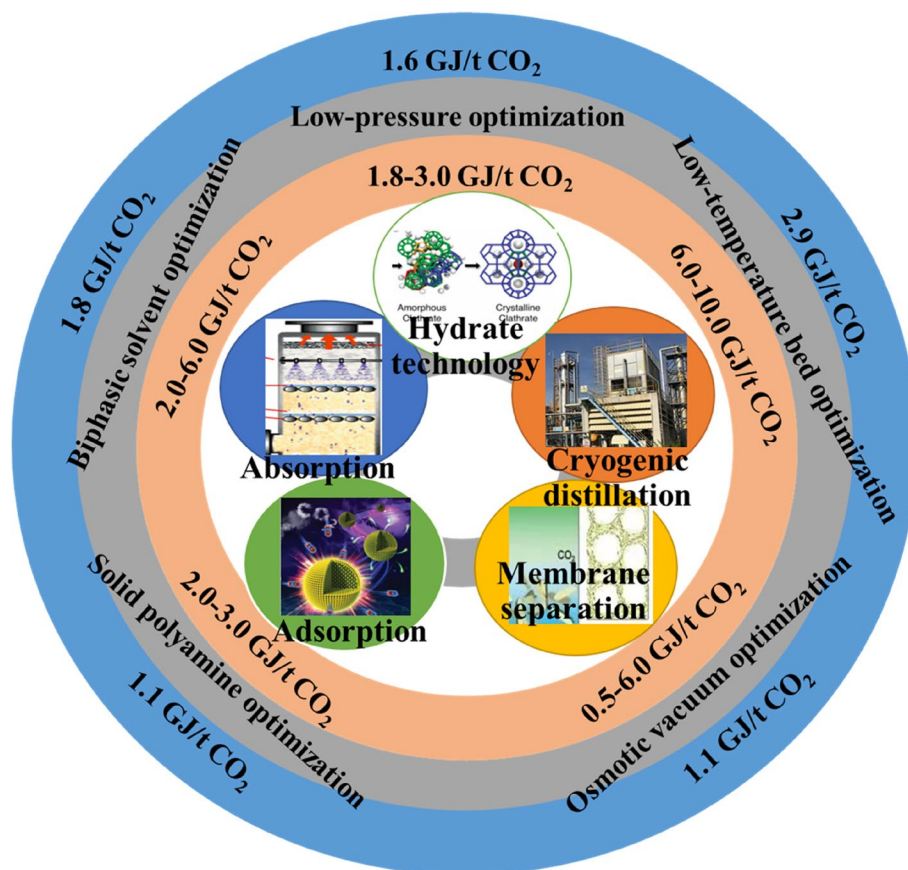 1.6 GJ/t CO₂
Low-pressure optimization
1.8-3.0 GJ/t CO₂
1.8 GJ/t CO₂
Biphasic solvent optimization
2.0-6.0 GJ/t CO₂
Low-temperature bed optimization
2.9 GJ/t CO₂
6.0-10.0 GJ/t CO₂
Amorphous
Clathrate
Crystalline
Clathrate
Hydrate
technology
Absorption
Cryogenic
distillation
CO₂
Adsorption
CO₂
Membrane
separation
Solid polyamine optimization
2.0-3.0 GJ/t CO₂
1.1 GJ/t CO₂
0.5-6.0 GJ/t CO₂
Osmotic vacuum optimization
1.1 GJ/t CO₂